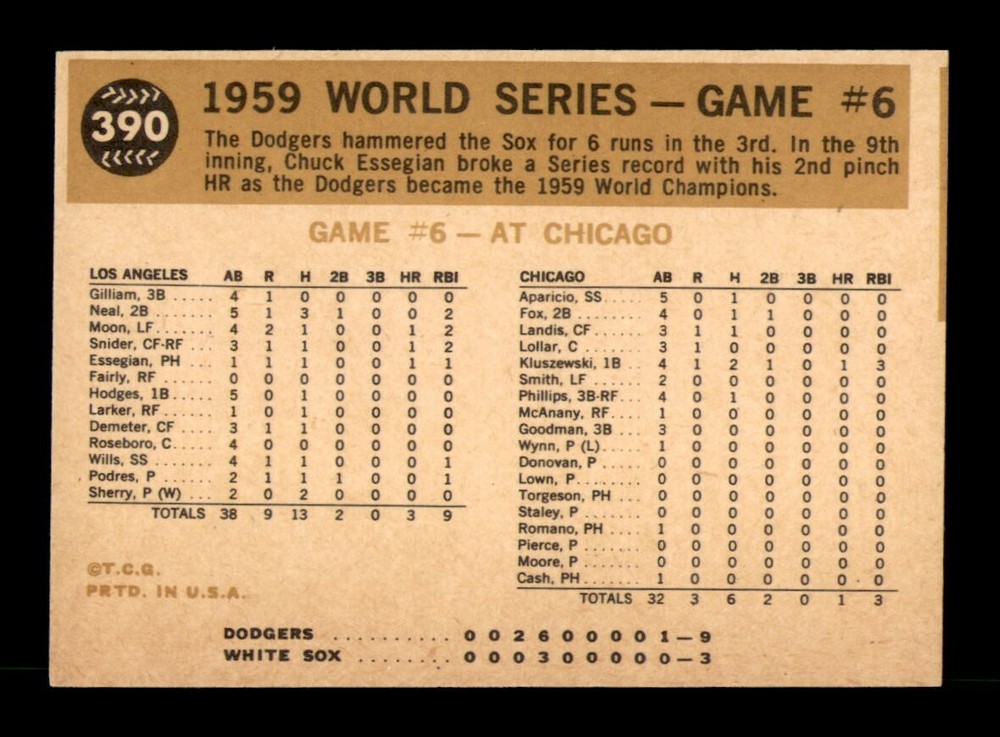 390
1959 WORLD SERIES — GAME #6
The Dodgers hammered the Sox for 6 runs in the 3rd. In the 9th
inning, Chuck Essegian broke a Series record with his 2nd pinch
HR as the Dodgers became the 1959 World Champions.
GAME #6 — AT CHICAGO
LOS ANGELES AB R H 2B 3B HR RBI
Gilliam, 3B ..... 4 1 0 0 0 0 0
Neal, 2B ....... 5 1 3 1 0 0 2
Moon, LF....... 4 2 1 0 0 1 2
Snider, CF-RF ... 3 1 1 0 0 1 2
Essegian, PH .... 1 1 1 0 0 1 1
Fairly, RF ...... 0 0 0 0 0 0 0
Hodges, 1B...... 5 0 1 0 0 0 0
Larker, RF ...... 1 0 1 0 0 0 0
Demeter, CF .... 3 1 1 0 0 0 0
Roseboro, C.... 4 0 0 0 0 0 0
Wills, SS ....... 4 1 1 0 0 0 1
Podres, P ...... 2 1 1 1 0 0 1
Sherry, P (W) ... 2 0 2 0 0 0 0
TOTALS 38 9 13 2 0 3 9
CHICAGO AB R H 2B 3B HR RBI
Aparicio, SS..... 5 0 1 0 0 0 0
Fox, 2B ........ 4 0 1 1 0 0 0
Landis, CF ..... 3 1 1 0 0 0 0
Lollar, C ...... 3 1 0 0 0 0 0
Kluszewski, 1B .. 4 1 2 1 0 1 3
Smith, LF ...... 2 0 0 0 0 0 0
Phillips, 3B-RF... 4 0 1 0 0 0 0
McAnany, RF.... 1 0 0 0 0 0 0
Goodman, 3B ... 3 0 0 0 0 0 0
Wynn, P (L)..... 1 0 0 0 0 0 0
Donovan, P ..... 0 0 0 0 0 0 0
Lown, P........ 0 0 0 0 0 0 0
Torgeson, PH ... 0 0 0 0 0 0 0
Staley, P ....... 0 0 0 0 0 0 0
Romano, PH .... 1 0 0 0 0 0 0
Pierce, P ....... 0 0 0 0 0 0 0
Moore, P ....... 0 0 0 0 0 0 0
Cash, PH....... 1 0 0 0 0 0 0
TOTALS 32 3 6 2 0 1 3
©T.C.G.
PRTD. IN U.S.A.
DODGERS .......... 0 0 2 6 0 0 0 0 1 — 9
WHITE SOX ........ 0 0 0 3 0 0 0 0 0 — 3